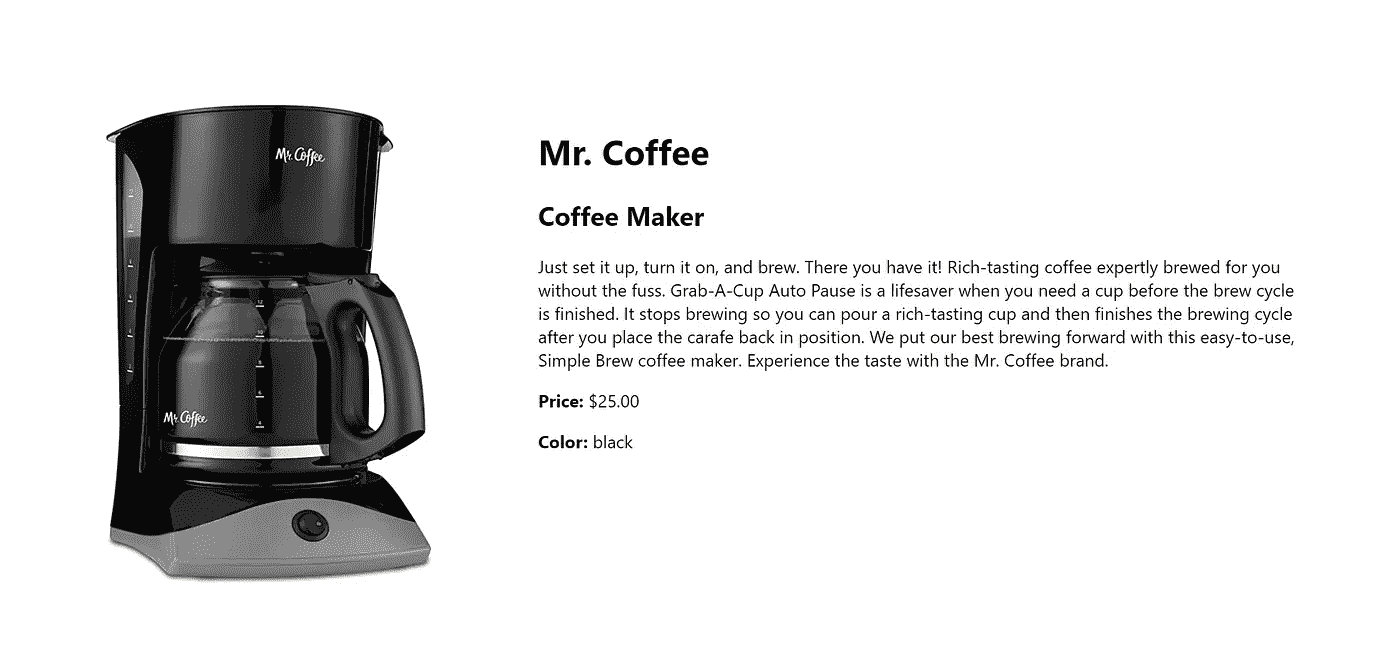 Mr. Coffee
12
10
8
6
4
Mr. Coffee
Mr. Coffee
Coffee Maker
Just set it up, turn it on, and brew. There you have it! Rich-tasting coffee expertly brewed for you
without the fuss. Grab-A-Cup Auto Pause is a lifesaver when you need a cup before the brew cycle
is finished. It stops brewing so you can pour a rich-tasting cup and then finishes the brewing cycle
after you place the carafe back in position. We put our best brewing forward with this easy-to-use,
Simple Brew coffee maker. Experience the taste with the Mr. Coffee brand.
Price: $25.00
Color: black